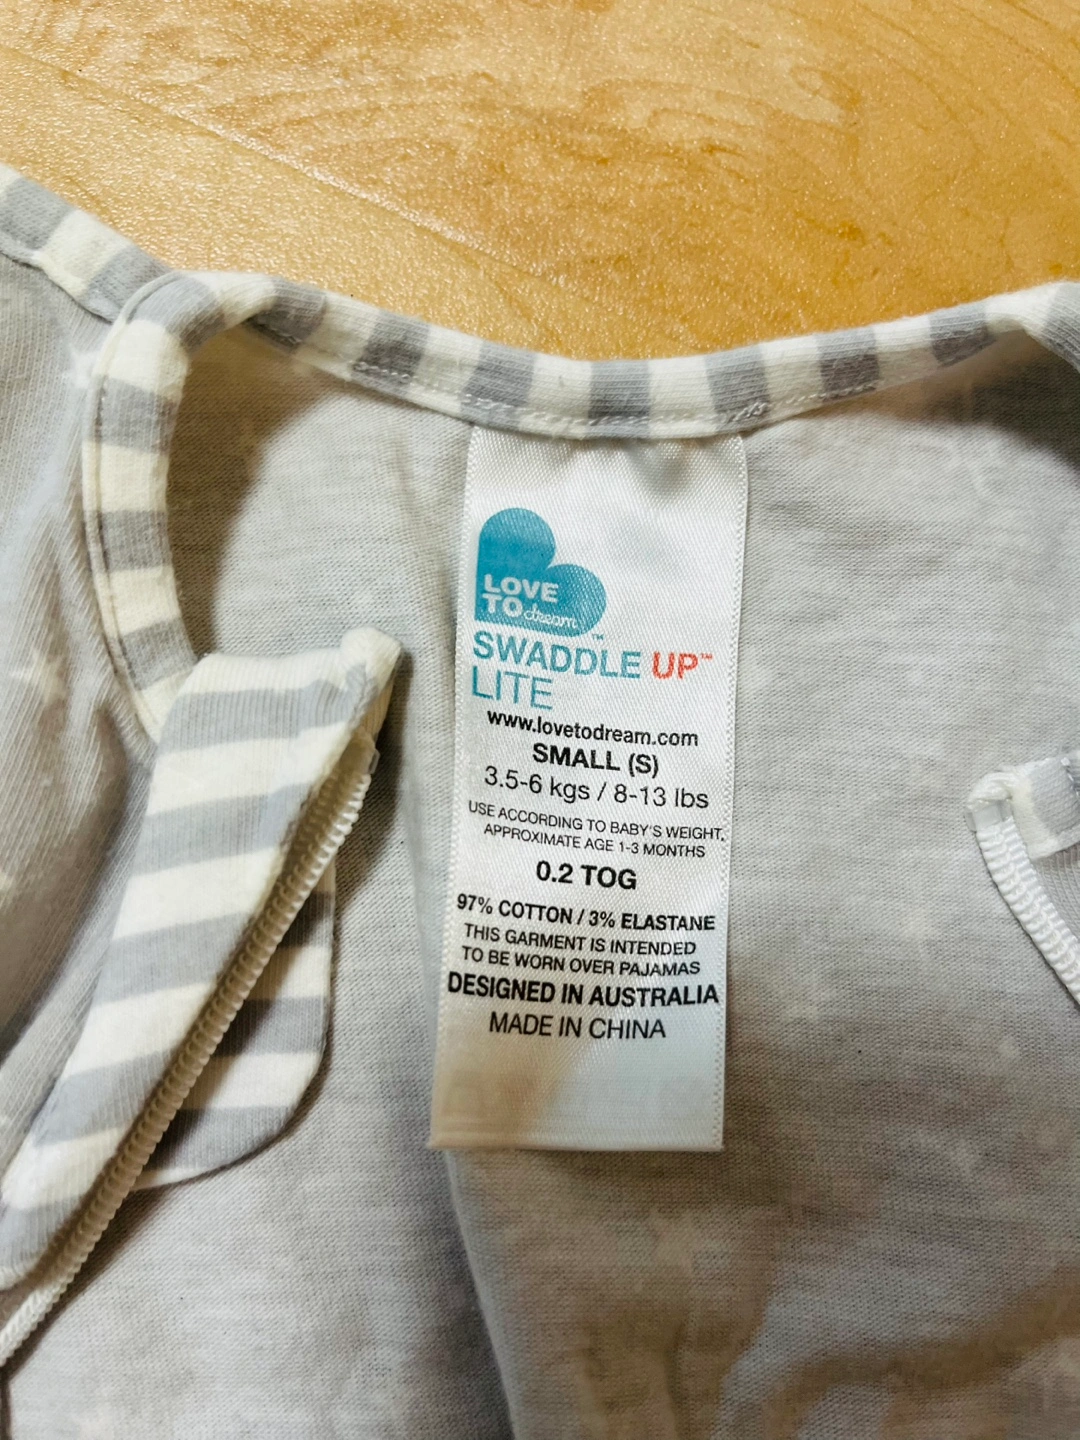 LOVE
TO dream™
SWADDLE UP™
LITE
www.lovetodream.com
SMALL (S)
3.5-6 kgs / 8-13 lbs
USE ACCORDING TO BABY'S WEIGHT.
APPROXIMATE AGE 1-3 MONTHS
0.2 TOG
97% COTTON / 3% ELASTANE
THIS GARMENT IS INTENDED
TO BE WORN OVER PAJAMAS
DESIGNED IN AUSTRALIA
MADE IN CHINA